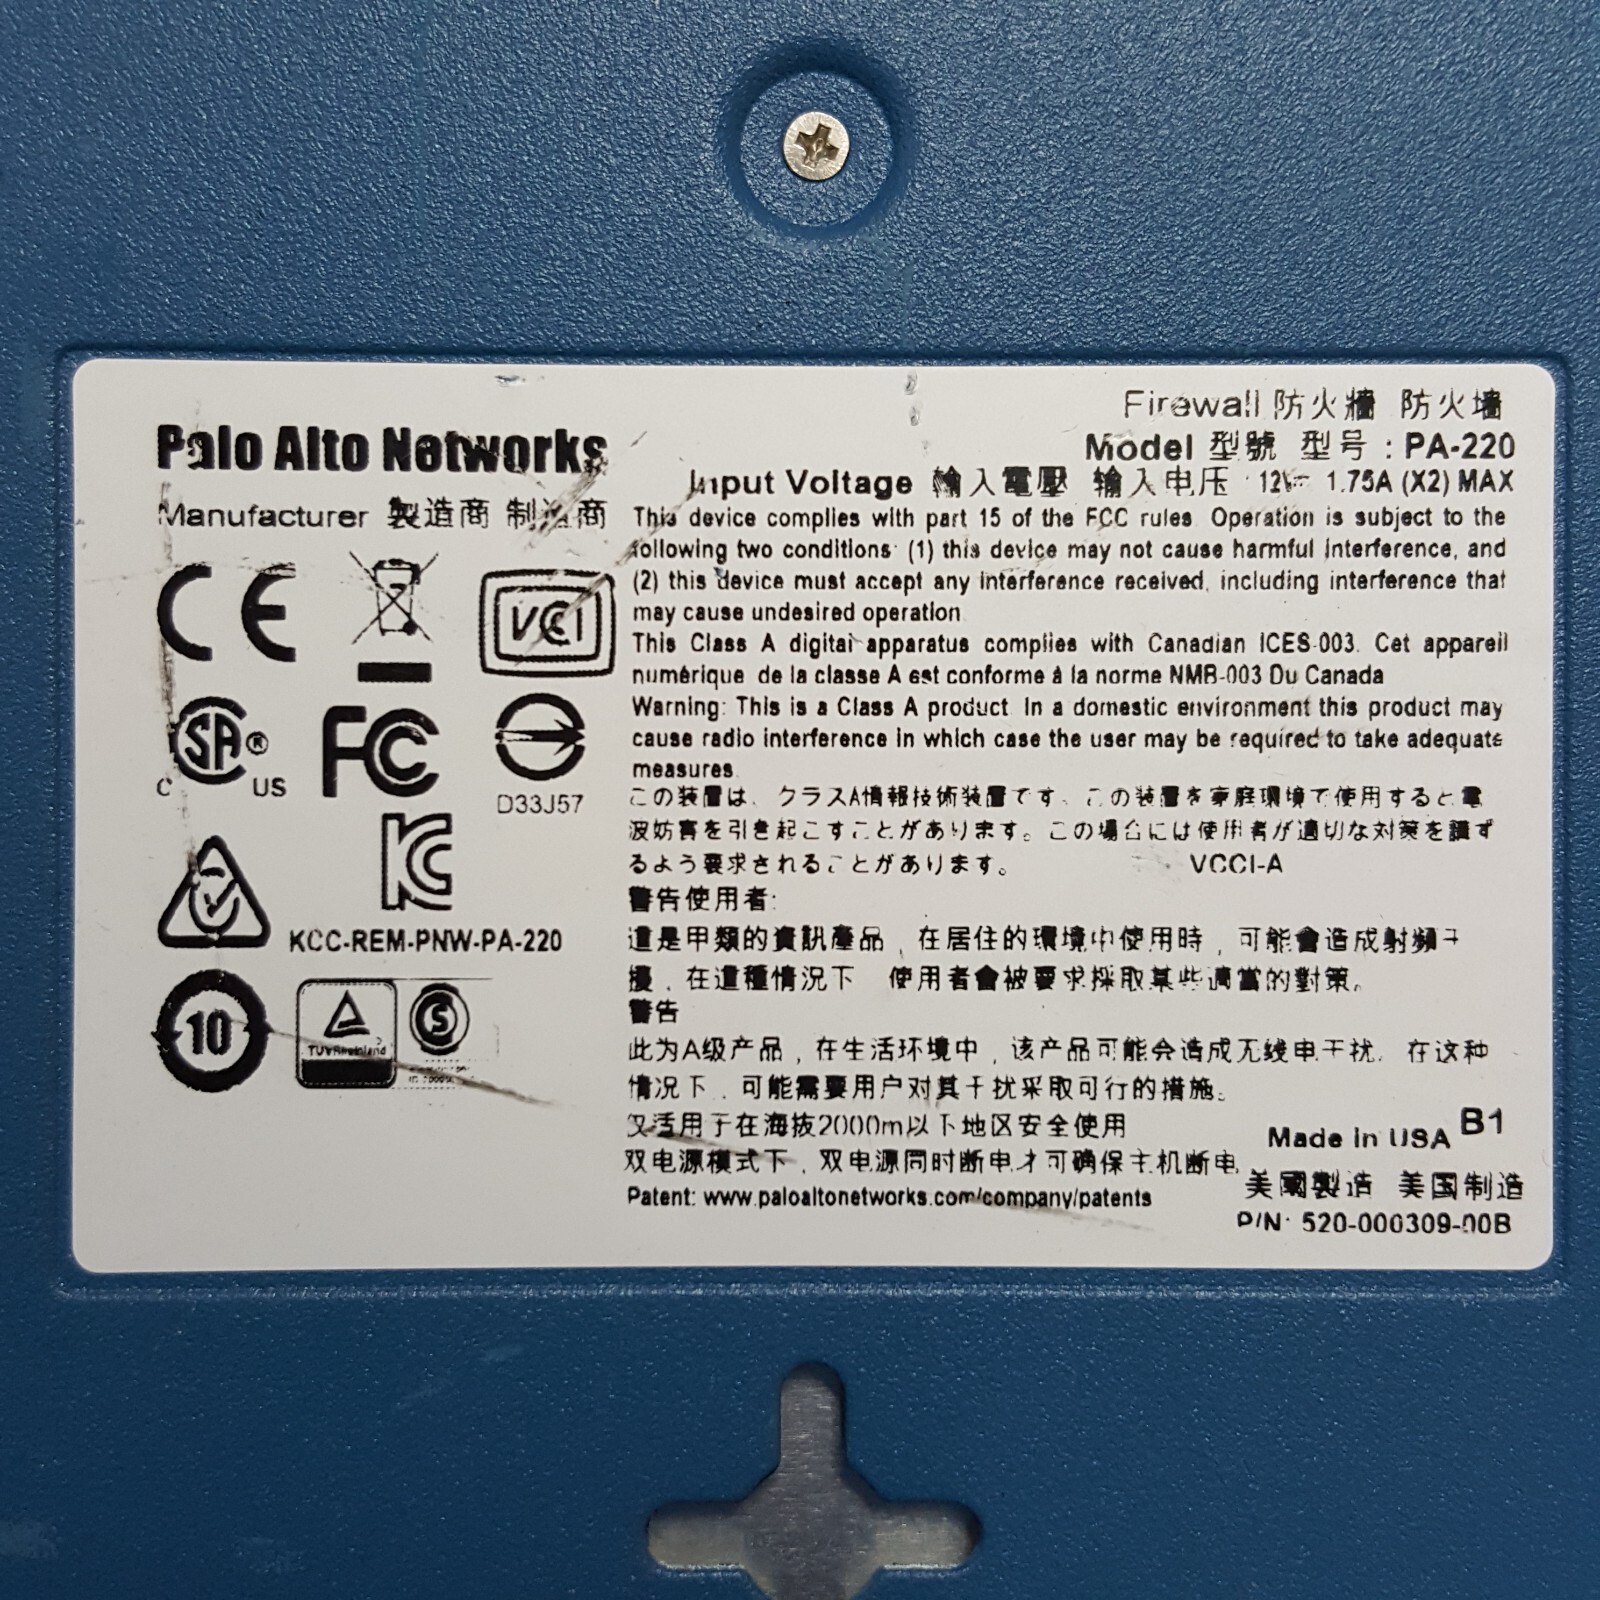 Firewall 防火牆 防火墙
Palo Alto Networks
Model 型號 型号 : PA-220
Input Voltage 輸入電壓 输入电压 12V⎓ 1.75A (X2) MAX
Manufacturer 製造商 制造商
This device complies with part 15 of the FCC rules. Operation is subject to the
following two conditions: (1) this device may not cause harmful interference, and
(2) this device must accept any interference received, including interference that
may cause undesired operation.
This Class A digital apparatus complies with Canadian ICES-003. Cet appareil
numérique de la classe A est conforme à la norme NMB-003 Du Canada
Warning: This is a Class A product. In a domestic environment this product may
cause radio interference in which case the user may be required to take adequate
measures.
この装置は、クラスA情報技術装置です。この装置を家庭環境で使用すると電
波妨害を引き起こすことがあります。この場合には使用者が適切な対策を講ず
るよう要求されることがあります。 VCCI-A
警告使用者:
這是甲類的資訊產品，在居住的環境中使用時，可能會造成射頻干
擾，在這種情況下，使用者會被要求採取某些適當的對策。
警告
此为A级产品，在生活环境中，该产品可能会造成无线电干扰。在这种
情况下，可能需要用户对其干扰采取可行的措施。
仅适用于在海拔2000m以下地区安全使用
双电源模式下，双电源同时断电才可确保主机断电
Patent: www.paloaltonetworks.com/company/patents
CE
VCI
C SA® US
FC
D33J57
KC
KCC-REM-PNW-PA-220
10
TÜVRheinland
S
Made in USA B1
美國製造 美国制造
P/N: 520-000309-00B